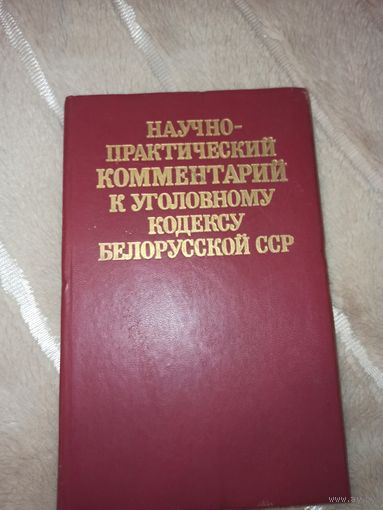 НАУЧНО-
ПРАКТИЧЕСКИЙ
КОММЕНТАРИЙ
К УГОЛОВНОМУ
КОДЕКСУ
БЕЛОРУССКОЙ ССР